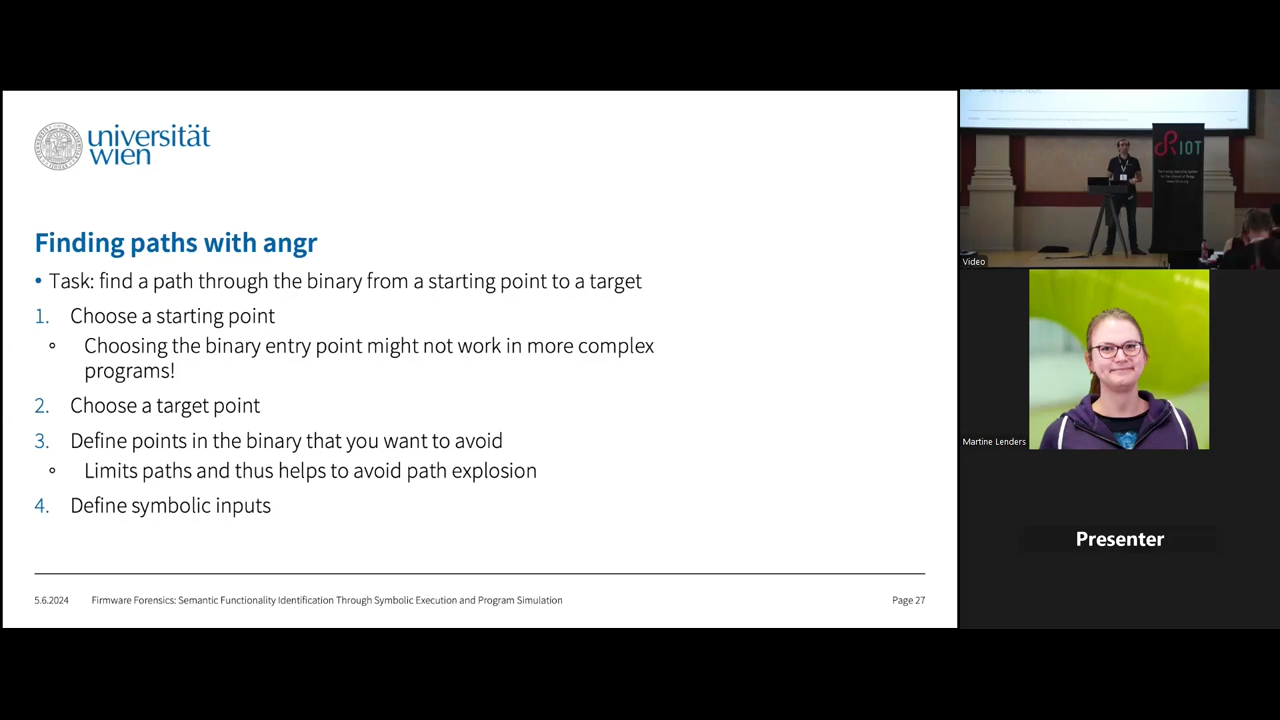 universität
wien
Finding paths with angr
• Task: find a path through the binary from a starting point to a target
1. Choose a starting point
° Choosing the binary entry point might not work in more complex
programs!
2. Choose a target point
3. Define points in the binary that you want to avoid
° Limits paths and thus helps to avoid path explosion
4. Define symbolic inputs
5.6.2024 Firmware Forensics: Semantic Functionality Identification Through Symbolic Execution and Program Simulation Page 27
RIOT
Video
Martine Lenders
Presenter